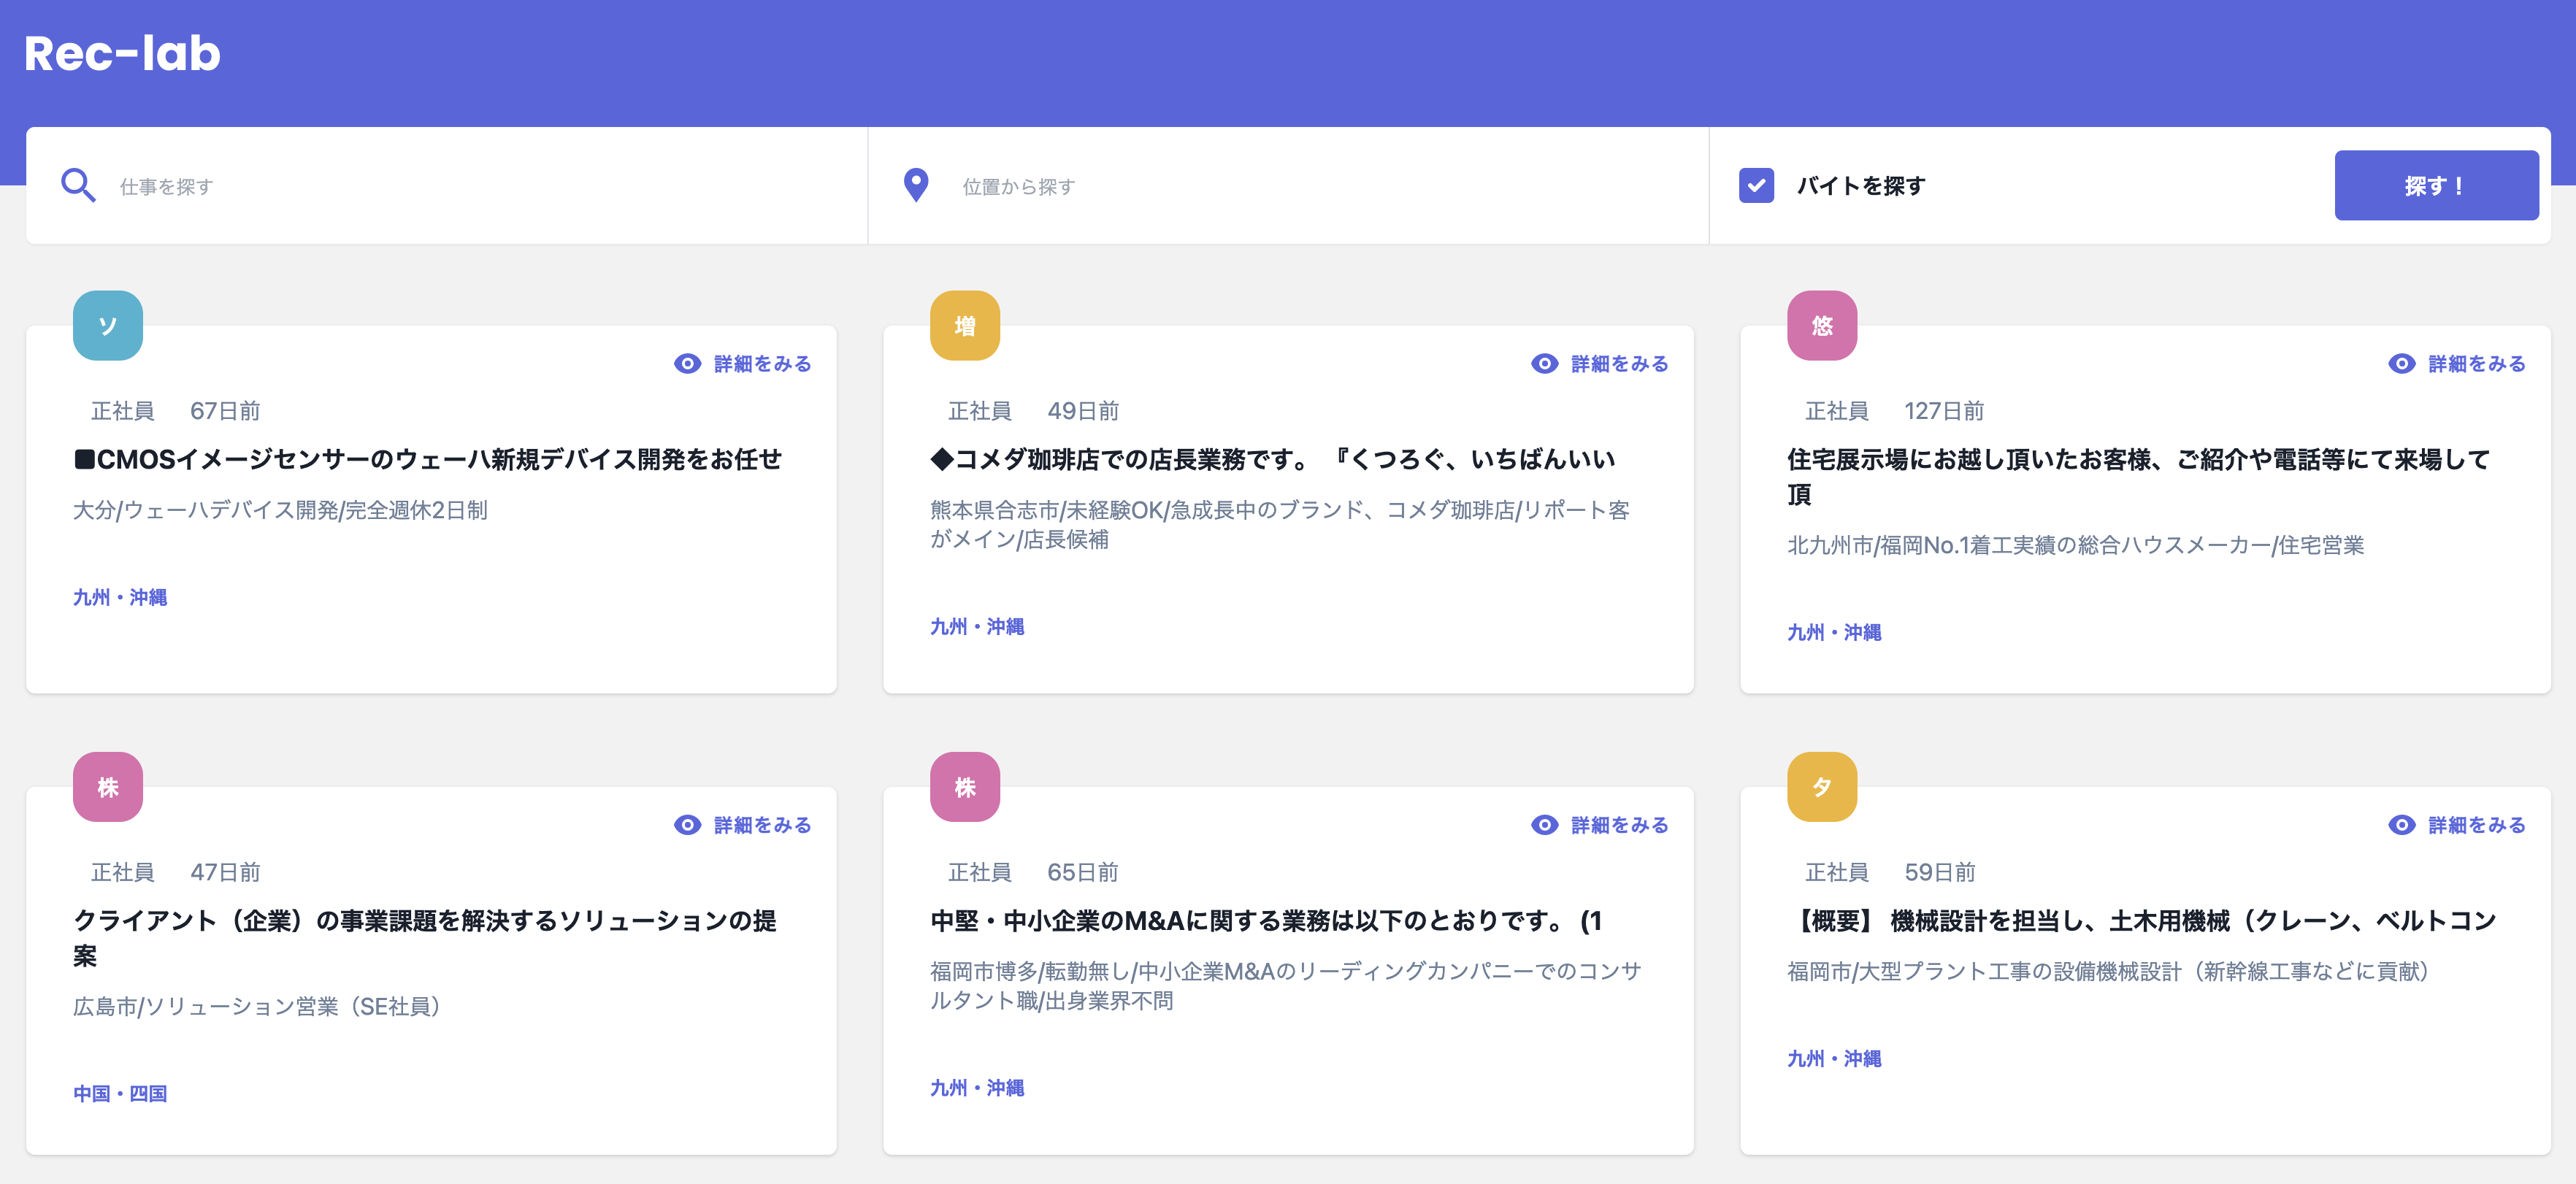 Rec-lab
仕事を探す
位置から探す
バイトを探す
探す！
ソ
詳細をみる
正社員 67日前
■CMOSイメージセンサーのウェーハ新規デバイス開発をお任せ
大分/ウェーハデバイス開発/完全週休2日制
九州・沖縄
増
詳細をみる
正社員 49日前
◆コメダ珈琲店での店長業務です。 『くつろぐ、いちばんいい
熊本県合志市/未経験OK/急成長中のブランド、コメダ珈琲店/リポート客
がメイン/店長候補
九州・沖縄
悠
詳細をみる
正社員 127日前
住宅展示場にお越し頂いたお客様、ご紹介や電話等にて来場して
頂
北九州市/福岡No.1着工実績の総合ハウスメーカー/住宅営業
九州・沖縄
株
詳細をみる
正社員 47日前
クライアント（企業）の事業課題を解決するソリューションの提
案
広島市/ソリューション営業（SE社員）
中国・四国
株
詳細をみる
正社員 65日前
中堅・中小企業のM&Aに関する業務は以下のとおりです。 (1
福岡市博多/転勤無し/中小企業M&Aのリーディングカンパニーでのコンサ
ルタント職/出身業界不問
九州・沖縄
タ
詳細をみる
正社員 59日前
【概要】 機械設計を担当し、土木用機械（クレーン、ベルトコン
福岡市/大型プラント工事の設備機械設計（新幹線工事などに貢献）
九州・沖縄